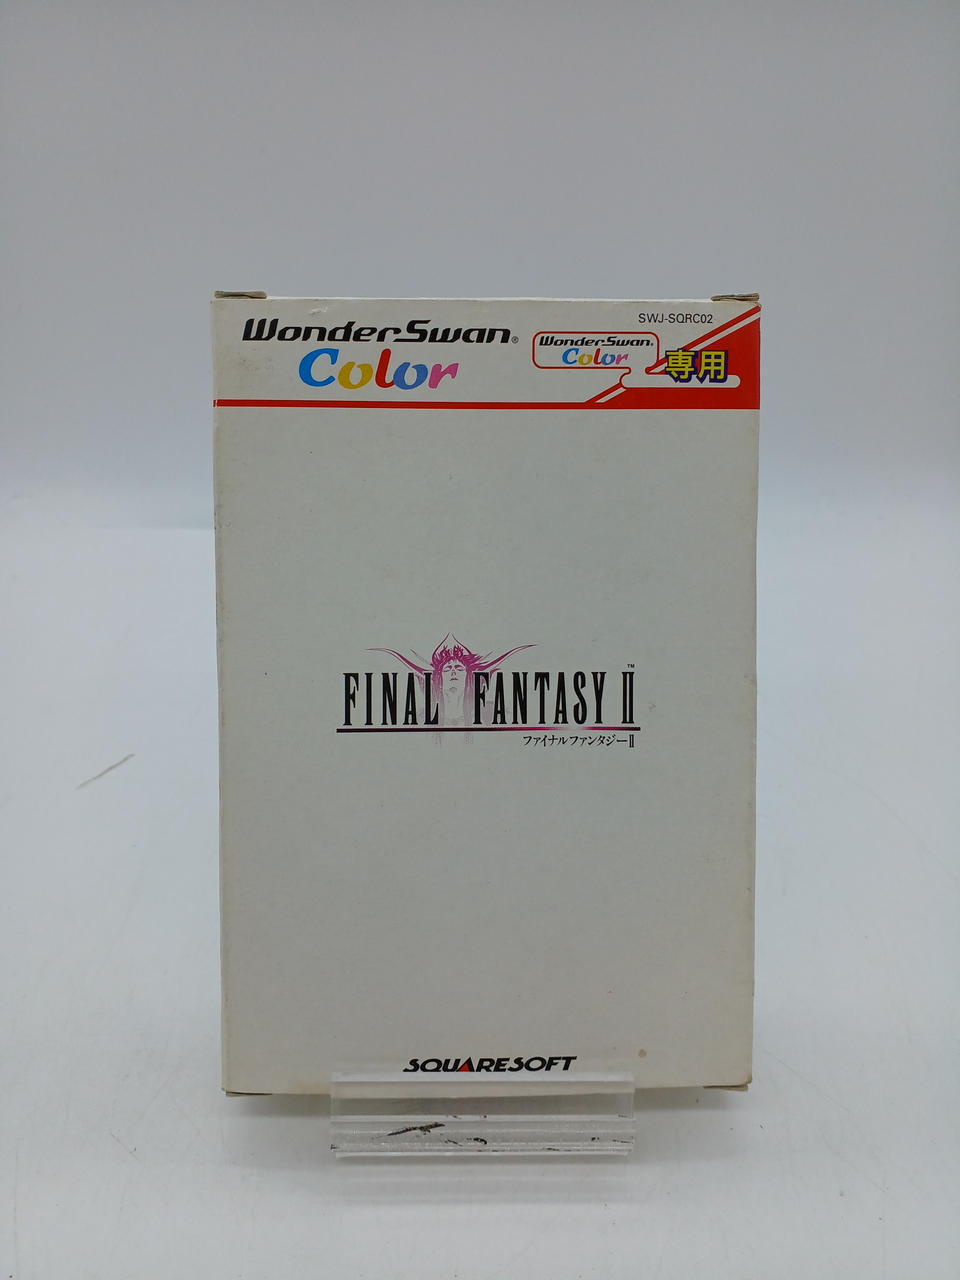 SWJ-SQRC02
WonderSwan®
Color
WonderSwan®
Color
専用
FINAL FANTASY II™
ファイナルファンタジーII
SQUARESOFT